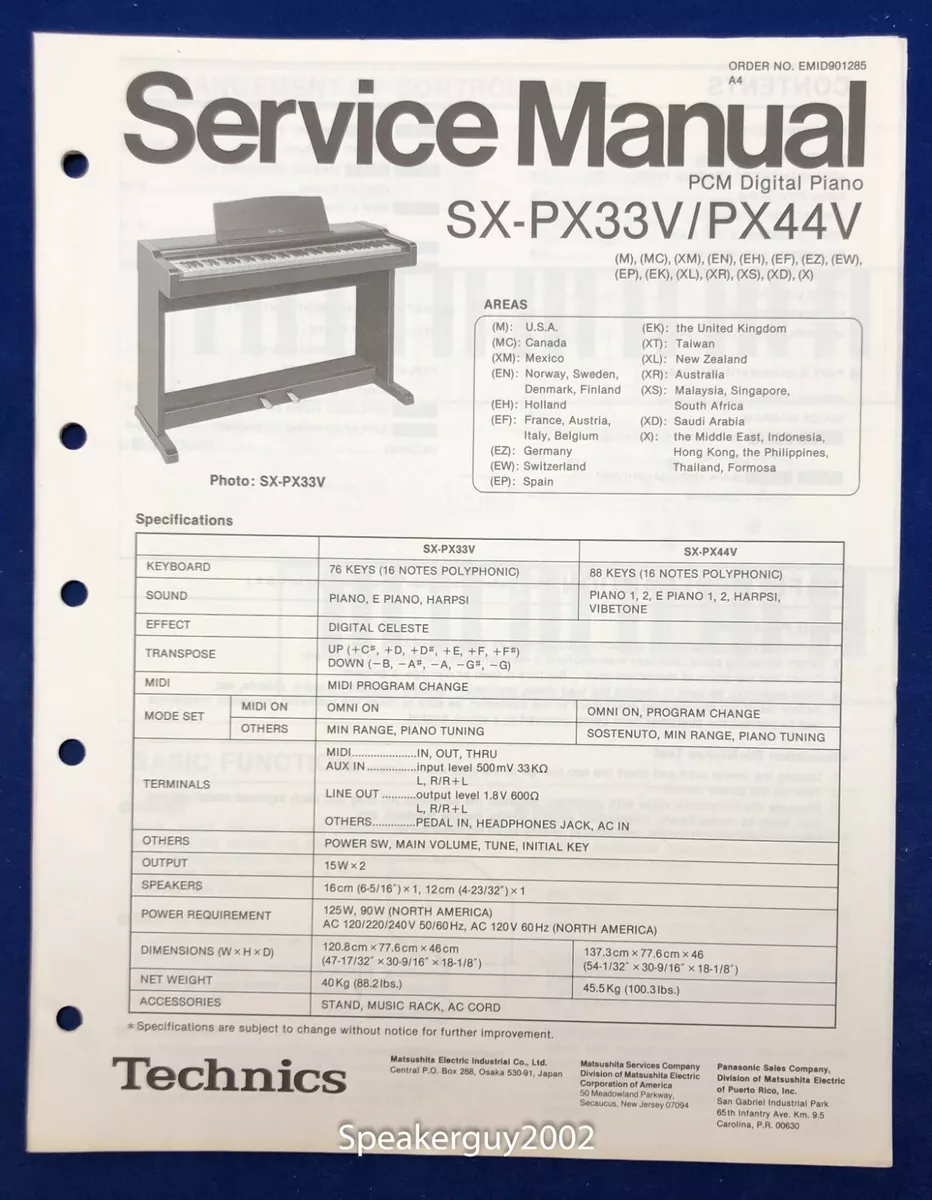 ORDER NO. EMID901285
A4
Service Manual
PCM Digital Piano
SX-PX33V/PX44V
(M), (MC), (XM), (EN), (EH), (EF), (EZ), (EW),
(EP), (EK), (XL), (XR), (XS), (XD), (X)
Photo: SX-PX33V
AREAS
(M): U.S.A.
(MC): Canada
(XM): Mexico
(EN): Norway, Sweden,
Denmark, Finland
(EH): Holland
(EF): France, Austria,
Italy, Belgium
(EZ): Germany
(EW): Switzerland
(EP): Spain
(EK): the United Kingdom
(XT): Taiwan
(XL): New Zealand
(XR): Australia
(XS): Malaysia, Singapore,
South Africa
(XD): Saudi Arabia
(X): the Middle East, Indonesia,
Hong Kong, the Philippines,
Thailand, Formosa
Specifications
SX-PX33V SX-PX44V
KEYBOARD 76 KEYS (16 NOTES POLYPHONIC) 88 KEYS (16 NOTES POLYPHONIC)
SOUND PIANO, E PIANO, HARPSI PIANO 1, 2, E PIANO 1, 2, HARPSI,
VIBETONE
EFFECT DIGITAL CELESTE
TRANSPOSE UP (+C#, +D, +D#, +E, +F, +F#)
DOWN (−B, −A#, −A, −G#, −G)
MIDI MIDI PROGRAM CHANGE
MODE SET MIDI ON OMNI ON OMNI ON, PROGRAM CHANGE
OTHERS MIN RANGE, PIANO TUNING SOSTENUTO, MIN RANGE, PIANO TUNING
TERMINALS MIDI......................IN, OUT, THRU
AUX IN ................input level 500mV 33KΩ
L, R/R+L
LINE OUT ...........output level 1.8V 600Ω
L, R/R+L
OTHERS..............PEDAL IN, HEADPHONES JACK, AC IN
OTHERS POWER SW, MAIN VOLUME, TUNE, INITIAL KEY
OUTPUT 15W×2
SPEAKERS 16cm (6-5/16″)×1, 12cm (4-23/32″)×1
POWER REQUIREMENT 125W, 90W (NORTH AMERICA)
AC 120/220/240V 50/60Hz, AC 120V 60Hz (NORTH AMERICA)
DIMENSIONS (W×H×D) 120.8cm×77.6cm×46cm 137.3cm×77.6cm×46
(47-17/32″ ×30-9/16″ ×18-1/8″) (54-1/32″ ×30-9/16″ ×18-1/8″)
NET WEIGHT 40Kg (88.2lbs.) 45.5Kg (100.3lbs.)
ACCESSORIES STAND, MUSIC RACK, AC CORD
*Specifications are subject to change without notice for further improvement.
Technics
Matsushita Electric Industrial Co., Ltd.
Central P.O. Box 288, Osaka 530-91, Japan
Matsushita Services Company
Division of Matsushita Electric
Corporation of America
50 Meadowland Parkway,
Secaucus, New Jersey 07094
Panasonic Sales Company,
Division of Matsushita Electric
of Puerto Rico, Inc.
San Gabriel Industrial Park
65th Infantry Ave. Km. 9.5
Carolina, P.R. 00630
Speakerguy2002